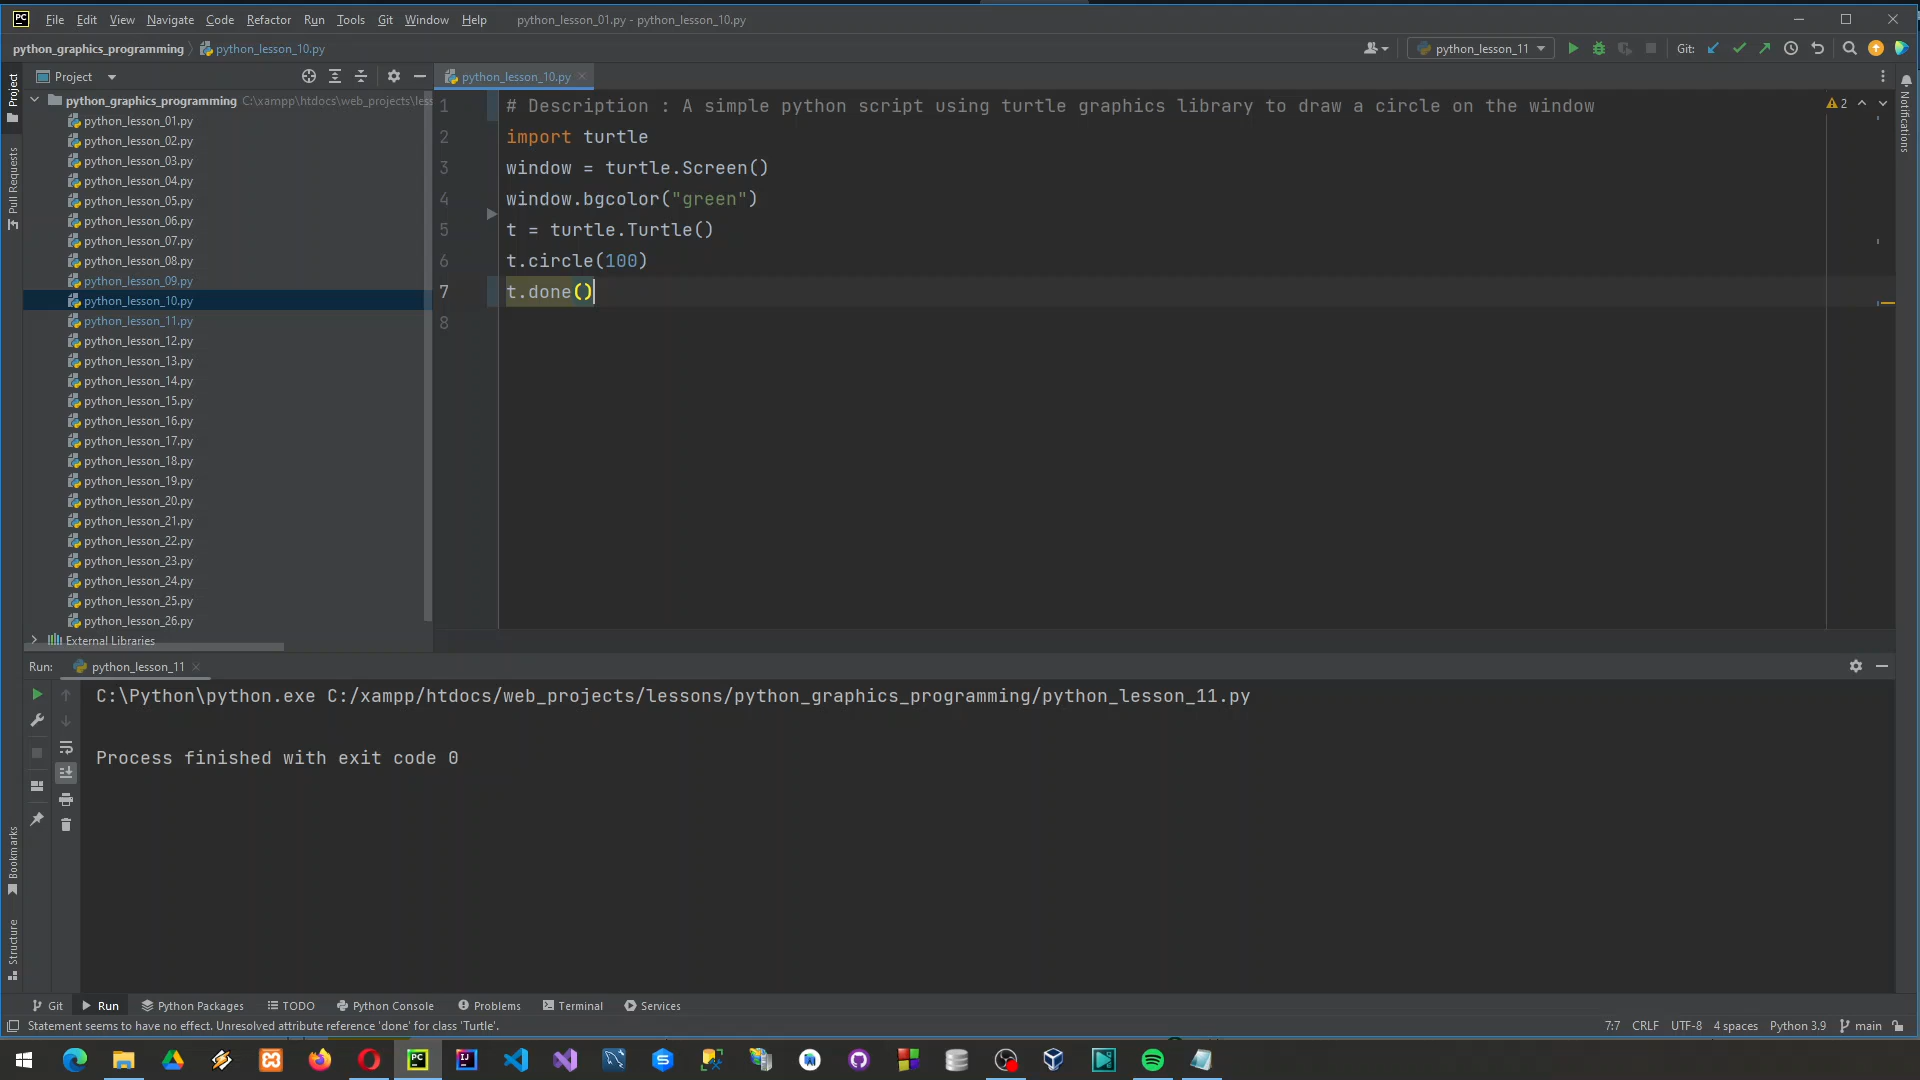 File Edit View Navigate Code Refactor Run Tools Git Window Help python_lesson_01.py - python_lesson_10.py
python_graphics_programming python_lesson_10.py python_lesson_11 Git:
Project python_lesson_10.py
python_graphics_programming C:\xampp\htdocs\web_projects\less
python_lesson_01.py
python_lesson_02.py
python_lesson_03.py
python_lesson_04.py
python_lesson_05.py
python_lesson_06.py
python_lesson_07.py
python_lesson_08.py
python_lesson_09.py
python_lesson_10.py
python_lesson_11.py
python_lesson_12.py
python_lesson_13.py
python_lesson_14.py
python_lesson_15.py
python_lesson_16.py
python_lesson_17.py
python_lesson_18.py
python_lesson_19.py
python_lesson_20.py
python_lesson_21.py
python_lesson_22.py
python_lesson_23.py
python_lesson_24.py
python_lesson_25.py
python_lesson_26.py
External Libraries
1 # Description : A simple python script using turtle graphics library to draw a circle on the window
2 import turtle
3 window = turtle.Screen()
4 window.bgcolor("green")
5 t = turtle.Turtle()
6 t.circle(100)
7 t.done()
8
2
Project
Pull Requests
Bookmarks
Structure
Notifications
Run: python_lesson_11
C:\Python\python.exe C:/xampp/htdocs/web_projects/lessons/python_graphics_programming/python_lesson_11.py
Process finished with exit code 0
Git Run Python Packages TODO Python Console Problems Terminal Services
Statement seems to have no effect. Unresolved attribute reference 'done' for class 'Turtle'. 7:7 CRLF UTF-8 4 spaces Python 3.9 main